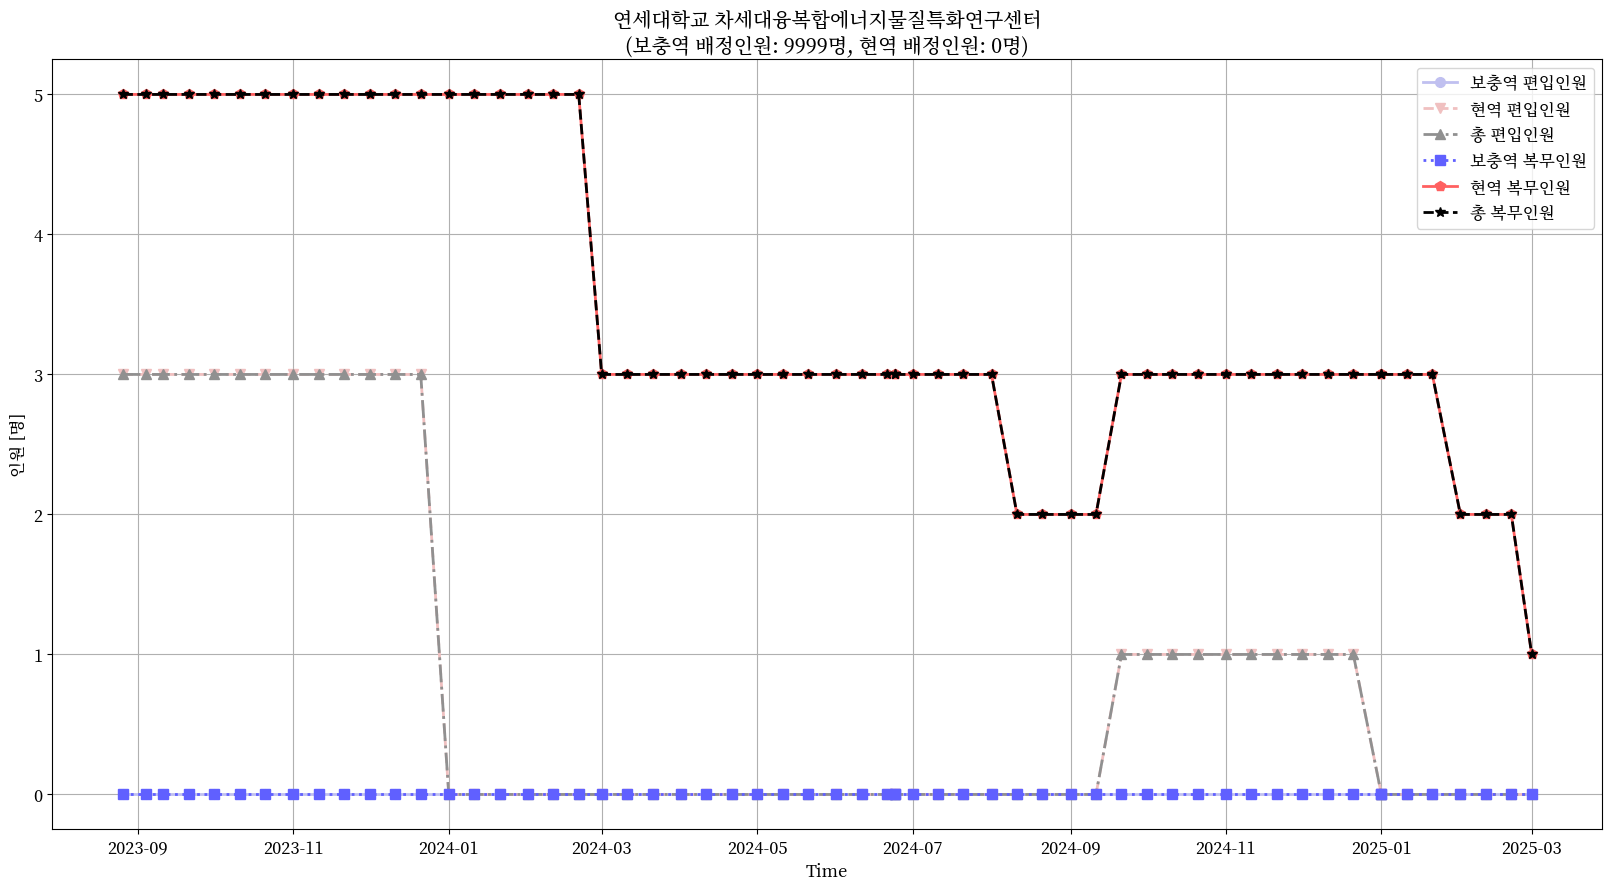 연세대학교 차세대융복합에너지물질특화연구센터
(보충역 배정인원: 9999명, 현역 배정인원: 0명)
보충역 편입인원
현역 편입인원
총 편입인원
보충역 복무인원
현역 복무인원
총 복무인원
인원 [명]
5
4
3
2
1
0
2023-09
2023-11
2024-01
2024-03
2024-05
2024-07
2024-09
2024-11
2025-01
2025-03
Time